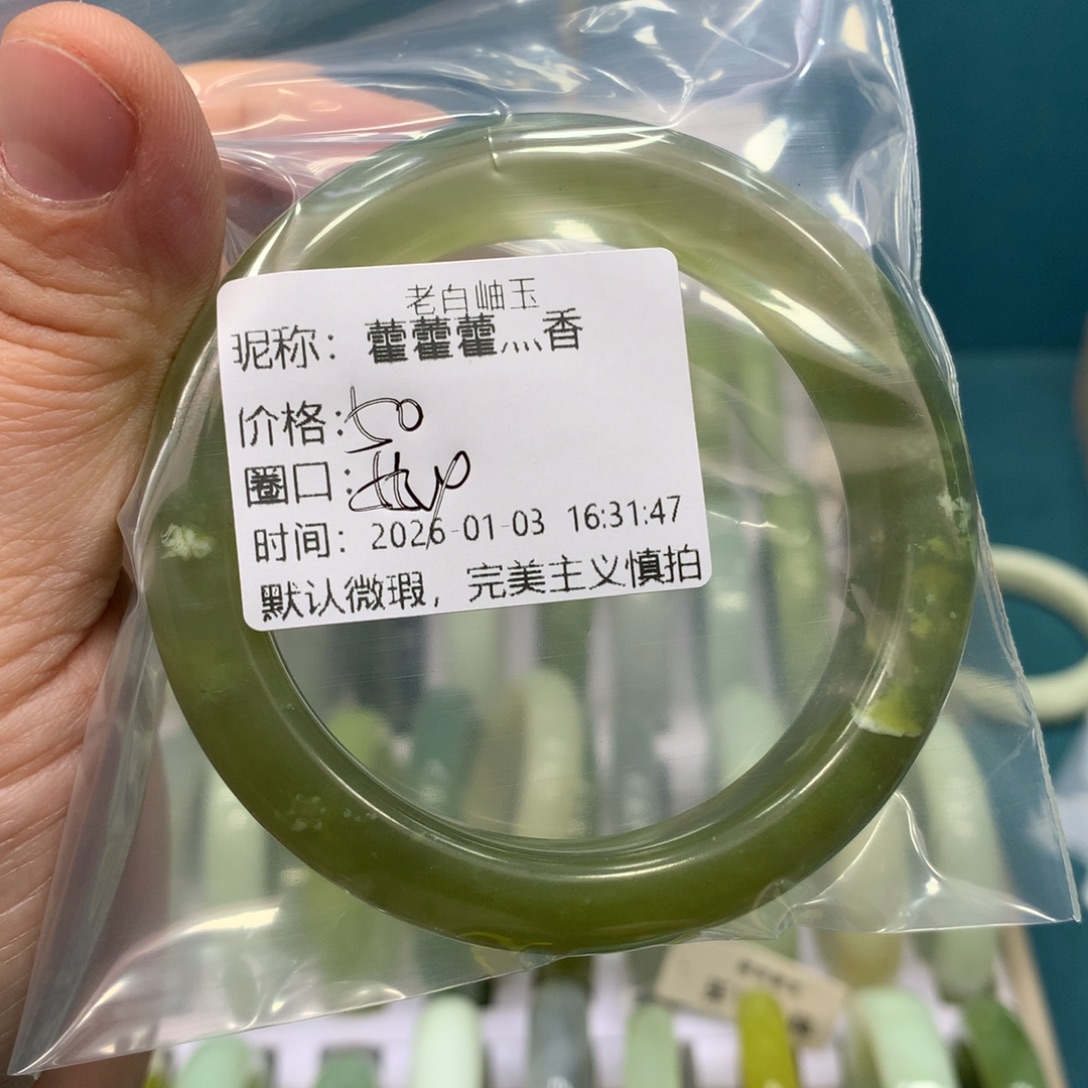 老白岫玉
昵称：藿藿藿灬香
价格：50
圈口：
时间：2026-01-03 16:31:47
默认微瑕，完美主义慎拍